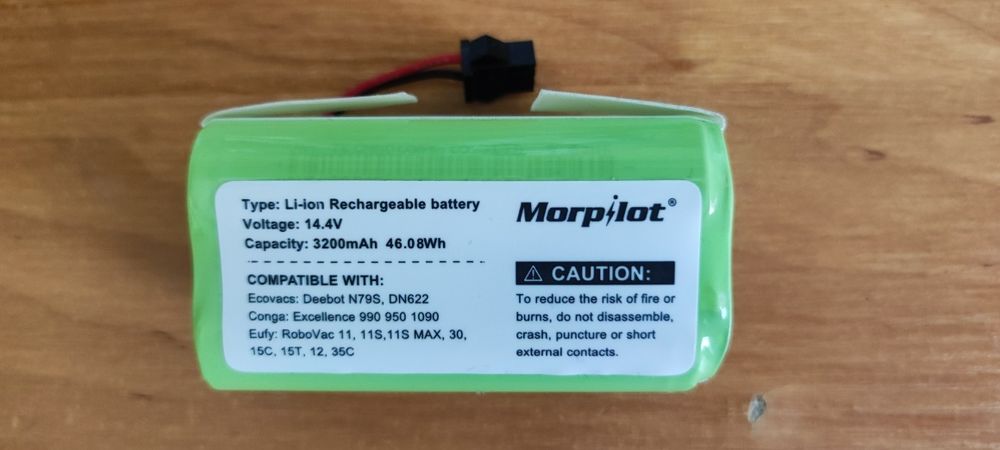 Type: Li-ion Rechargeable battery
Voltage: 14.4V
Capacity: 3200mAh 46.08Wh
COMPATIBLE WITH:
Ecovacs: Deebot N79S, DN622
Conga: Excellence 990 950 1090
Eufy: RoboVac 11, 11S,11S MAX, 30,
15C, 15T, 12, 35C
Morpilot®
⚠ CAUTION:
To reduce the risk of fire or
burns, do not disassemble,
crash, puncture or short
external contacts.